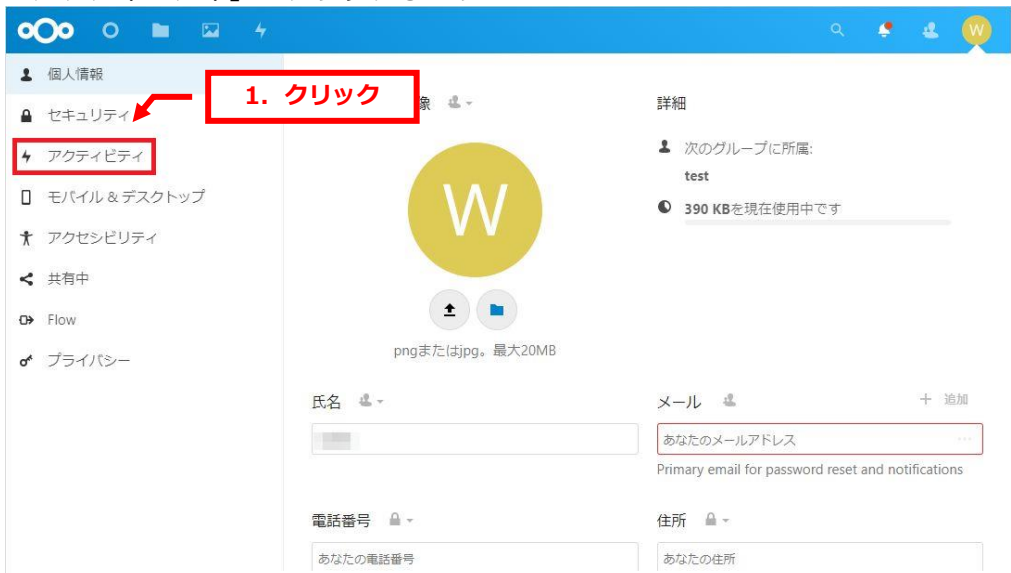 個人情報
セキュリティ
アクティビティ
モバイル & デスクトップ
アクセシビリティ
共有中
Flow
プライバシー
1. クリック
像
W
W
pngまたはjpg。最大20MB
詳細
次のグループに所属:
test
390 KBを現在使用中です
氏名
メール
+ 追加
あなたのメールアドレス
Primary email for password reset and notifications
電話番号
あなたの電話番号
住所
あなたの住所